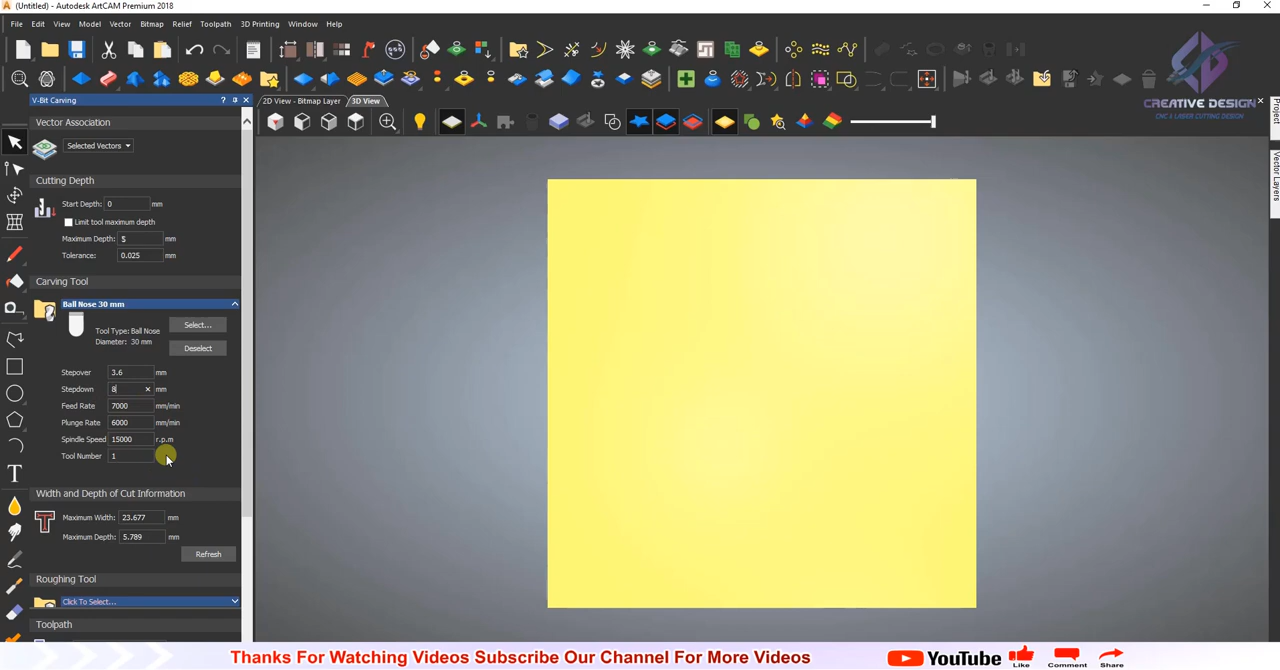 (Untitled) - Autodesk ArtCAM Premium 2018
File Edit View Model Vector Bitmap Relief Toolpath 3D Printing Window Help
CREATIVE DESIGN
CNC & LASER CUTTING DESIGN
V-Bit Carving
2D View - Bitmap Layer 3D View
Project
Vector Layers
Vector Association
Selected Vectors
Cutting Depth
Start Depth: 0 mm
Limit tool maximum depth
Maximum Depth: 5 mm
Tolerance: 0.025 mm
Carving Tool
Ball Nose 30 mm
Tool Type: Ball Nose
Diameter: 30 mm
Select...
Deselect
Stepover 3.6 mm
Stepdown 8 mm
Feed Rate 7000 mm/min
Plunge Rate 6000 mm/min
Spindle Speed 15000 r.p.m
Tool Number 1
Width and Depth of Cut Information
Maximum Width: 23.677 mm
Maximum Depth: 5.789 mm
Refresh
Roughing Tool
Click To Select...
Toolpath
Thanks For Watching Videos Subscribe Our Channel For More Videos
YouTube
Like Comment Share